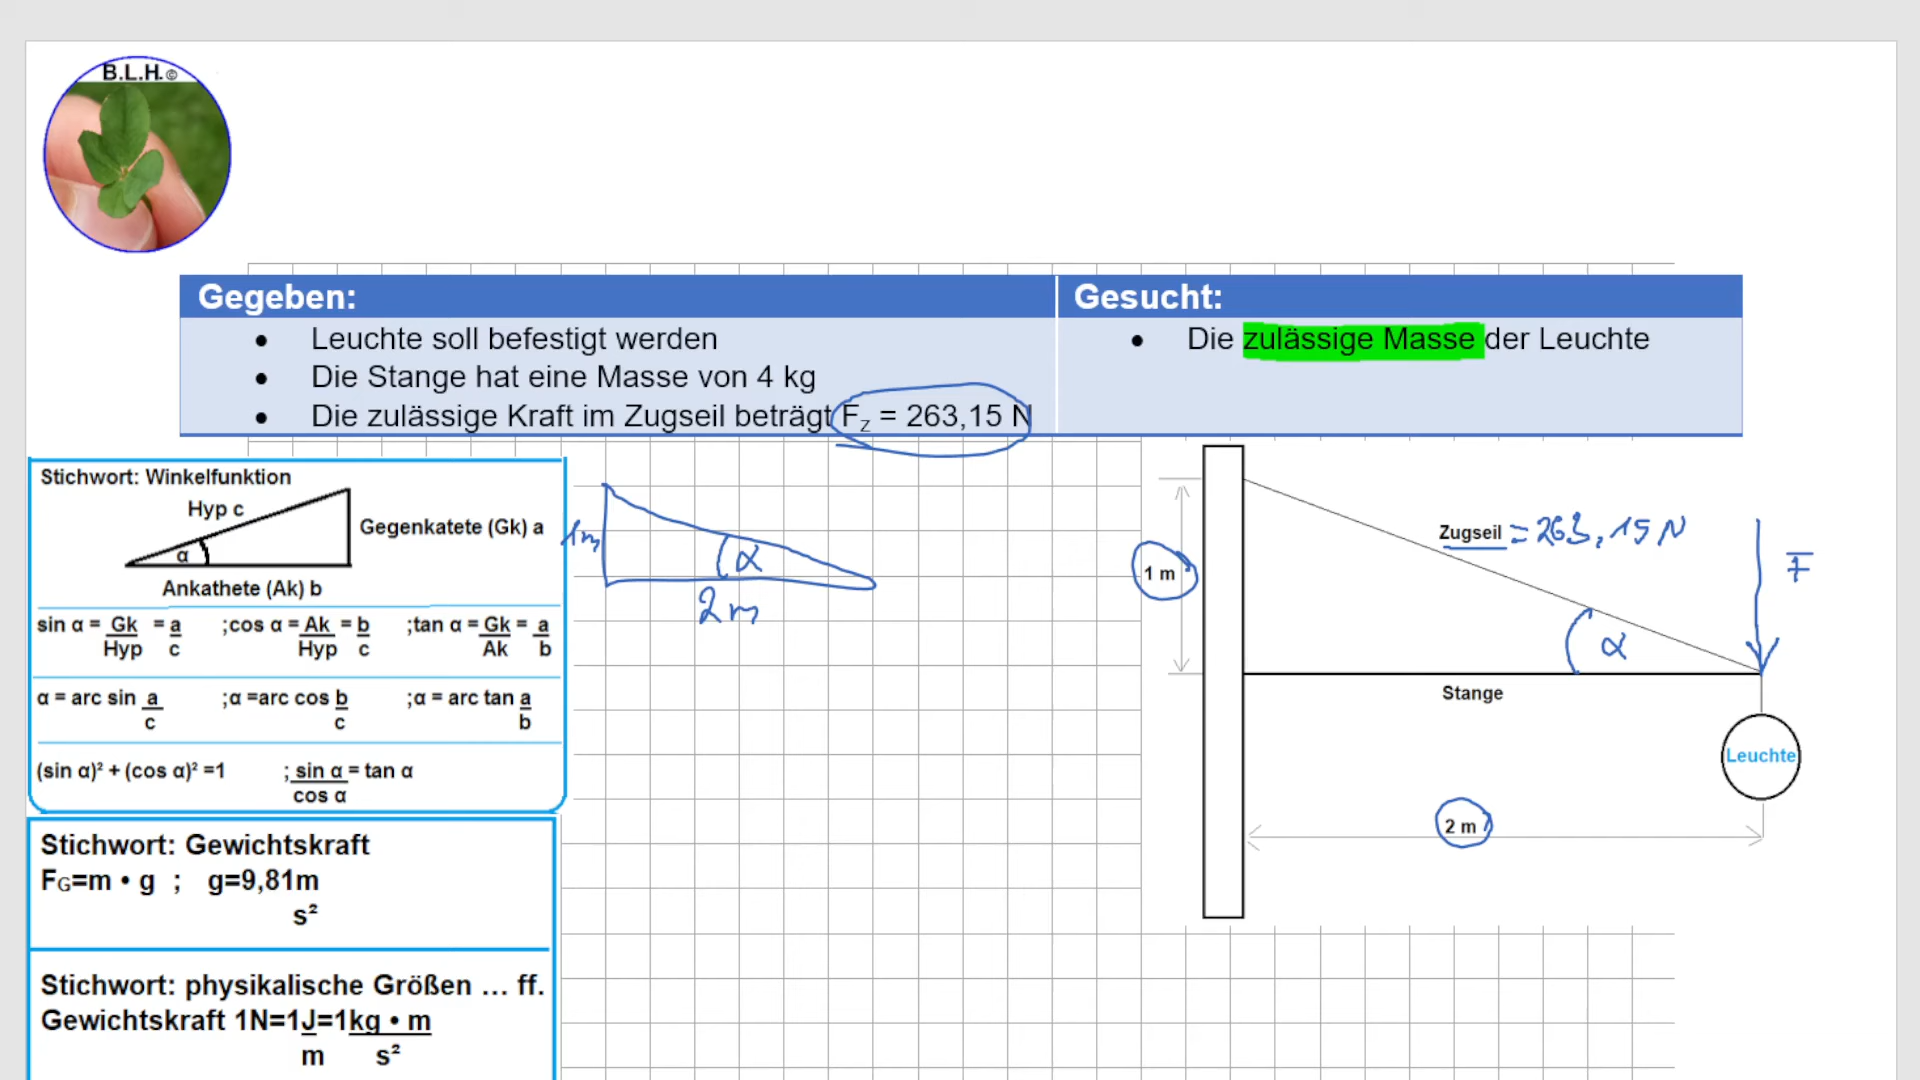 B.L.H.©
Gegeben:
Leuchte soll befestigt werden
Die Stange hat eine Masse von 4 kg
Die zulässige Kraft im Zugseil beträgt Fz = 263,15 N
Gesucht:
Die zulässige Masse der Leuchte
Stichwort: Winkelfunktion
Hyp c
Gegenkatete (Gk) a
α
Ankathete (Ak) b
sin α = Gk = a ;cos α = Ak = b ;tan α = Gk = a
Hyp c Hyp c Ak b
α = arc sin a ;α =arc cos b ;α = arc tan a
c c b
(sin α)² + (cos α)² =1 ; sin α = tan α
cos α
Stichwort: Gewichtskraft
FG=m • g ; g=9,81m
s²
Stichwort: physikalische Größen … ff.
Gewichtskraft 1N=1J=1kg • m
m s²
1m
α
2m
Zugseil = 263,15 N
F
1 m
α
Stange
Leuchte
2 m